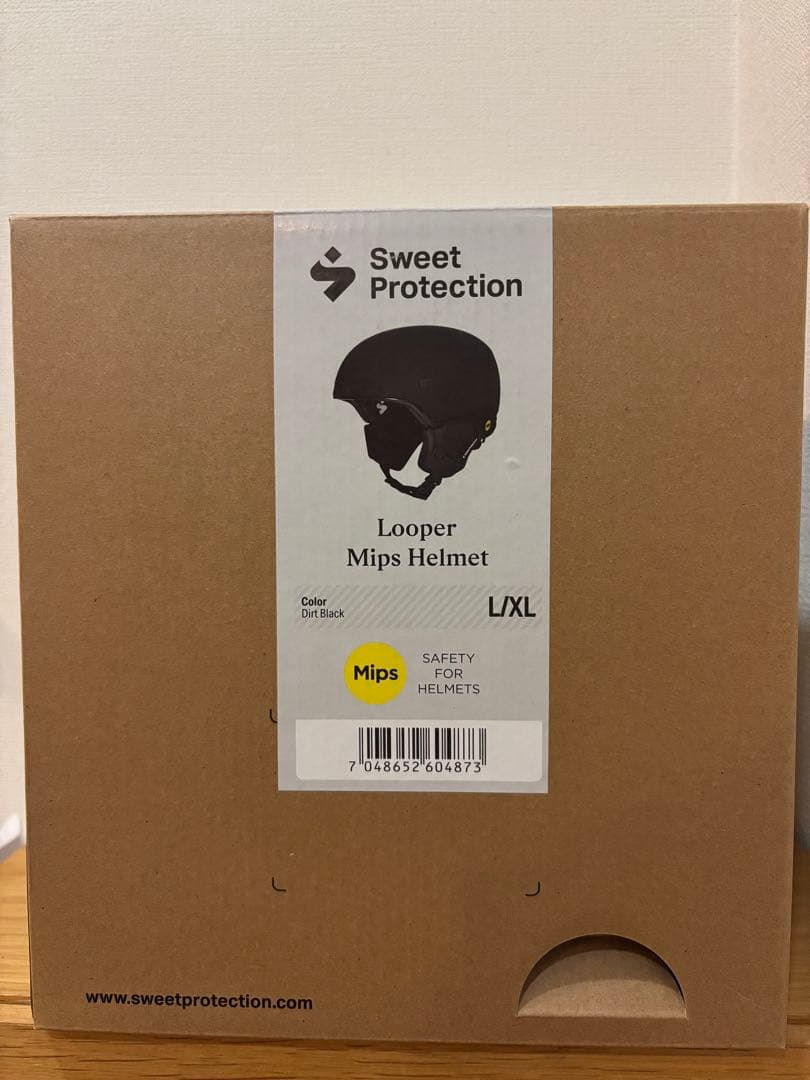 Sweet
Protection
Looper
Mips Helmet
Color
Dirt Black
L/XL
Mips
SAFETY
FOR
HELMETS
7 048652 604873
www.sweetprotection.com